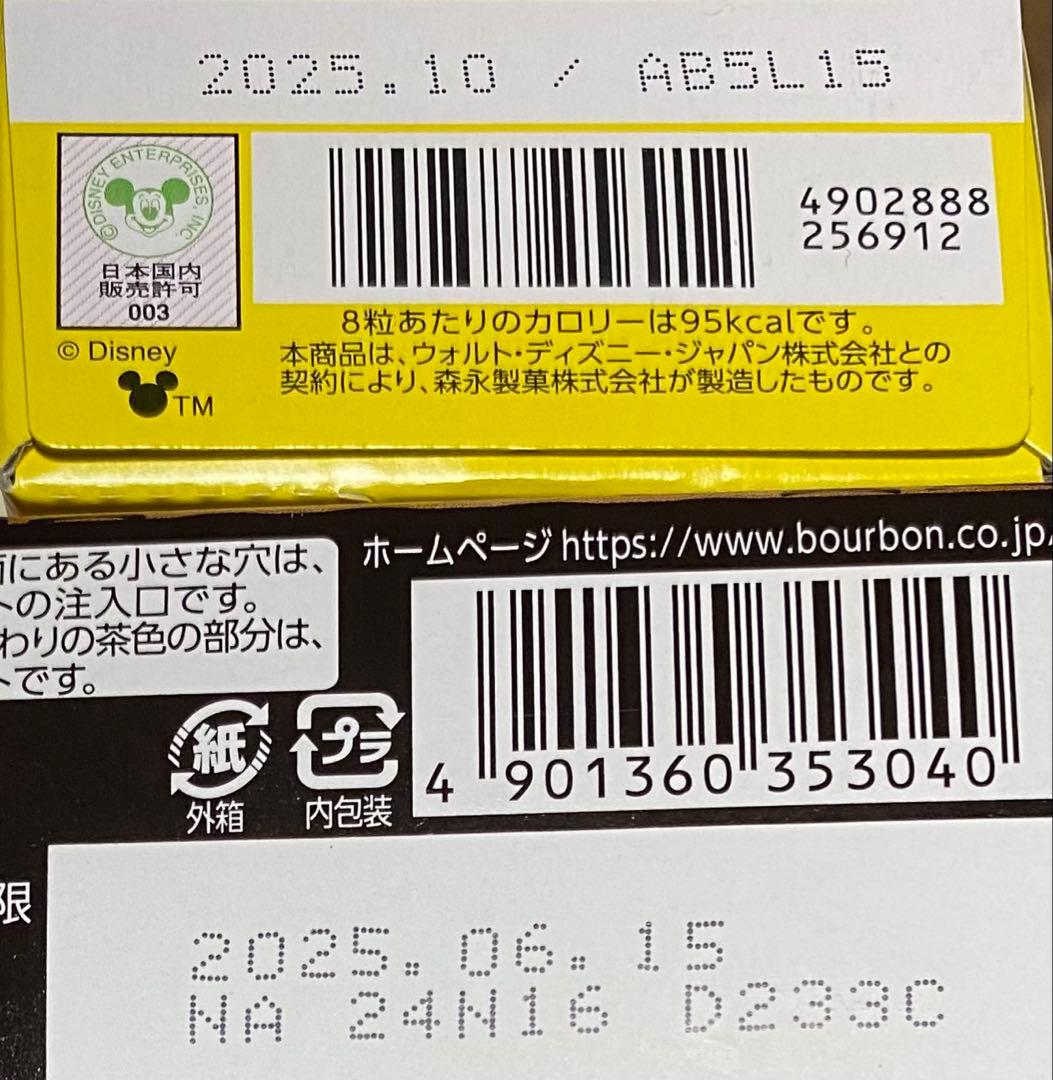 2025.10 / AB5L15
©DISNEY ENTERPRISES INC.
日本国内
販売許可
003
© Disney
TM
4902888
256912
8粒あたりのカロリーは95kcalです。
本商品は、ウォルト・ディズニー・ジャパン株式会社との
契約により、森永製菓株式会社が製造したものです。
にある小さな穴は、
トの注入口です。
わりの茶色の部分は、
トです。
ホームページ https://www.bourbon.co.jp/
紙
外箱
プラ
内包装
4 901360 353040
限
2025.06.15
NA 24N16 D233C